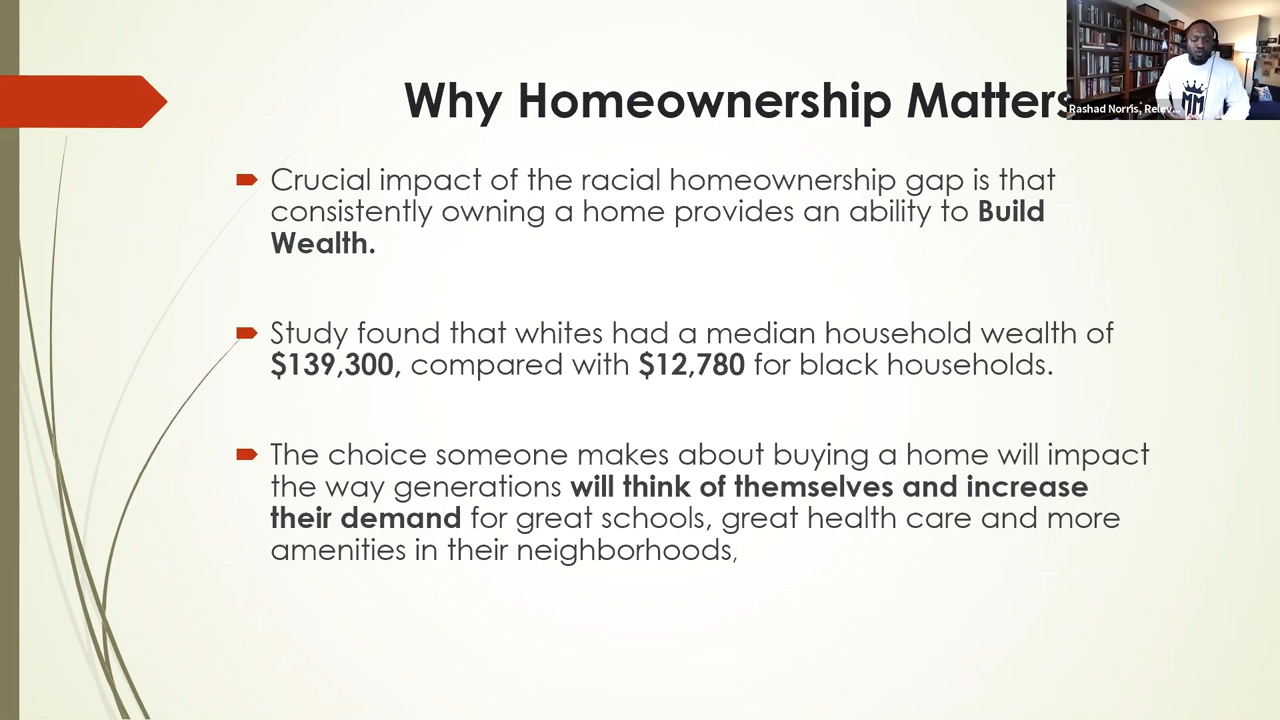 Why Homeownership Matters
Rashad Norris, Relev...
Crucial impact of the racial homeownership gap is that
consistently owning a home provides an ability to Build
Wealth.
Study found that whites had a median household wealth of
$139,300, compared with $12,780 for black households.
The choice someone makes about buying a home will impact
the way generations will think of themselves and increase
their demand for great schools, great health care and more
amenities in their neighborhoods,